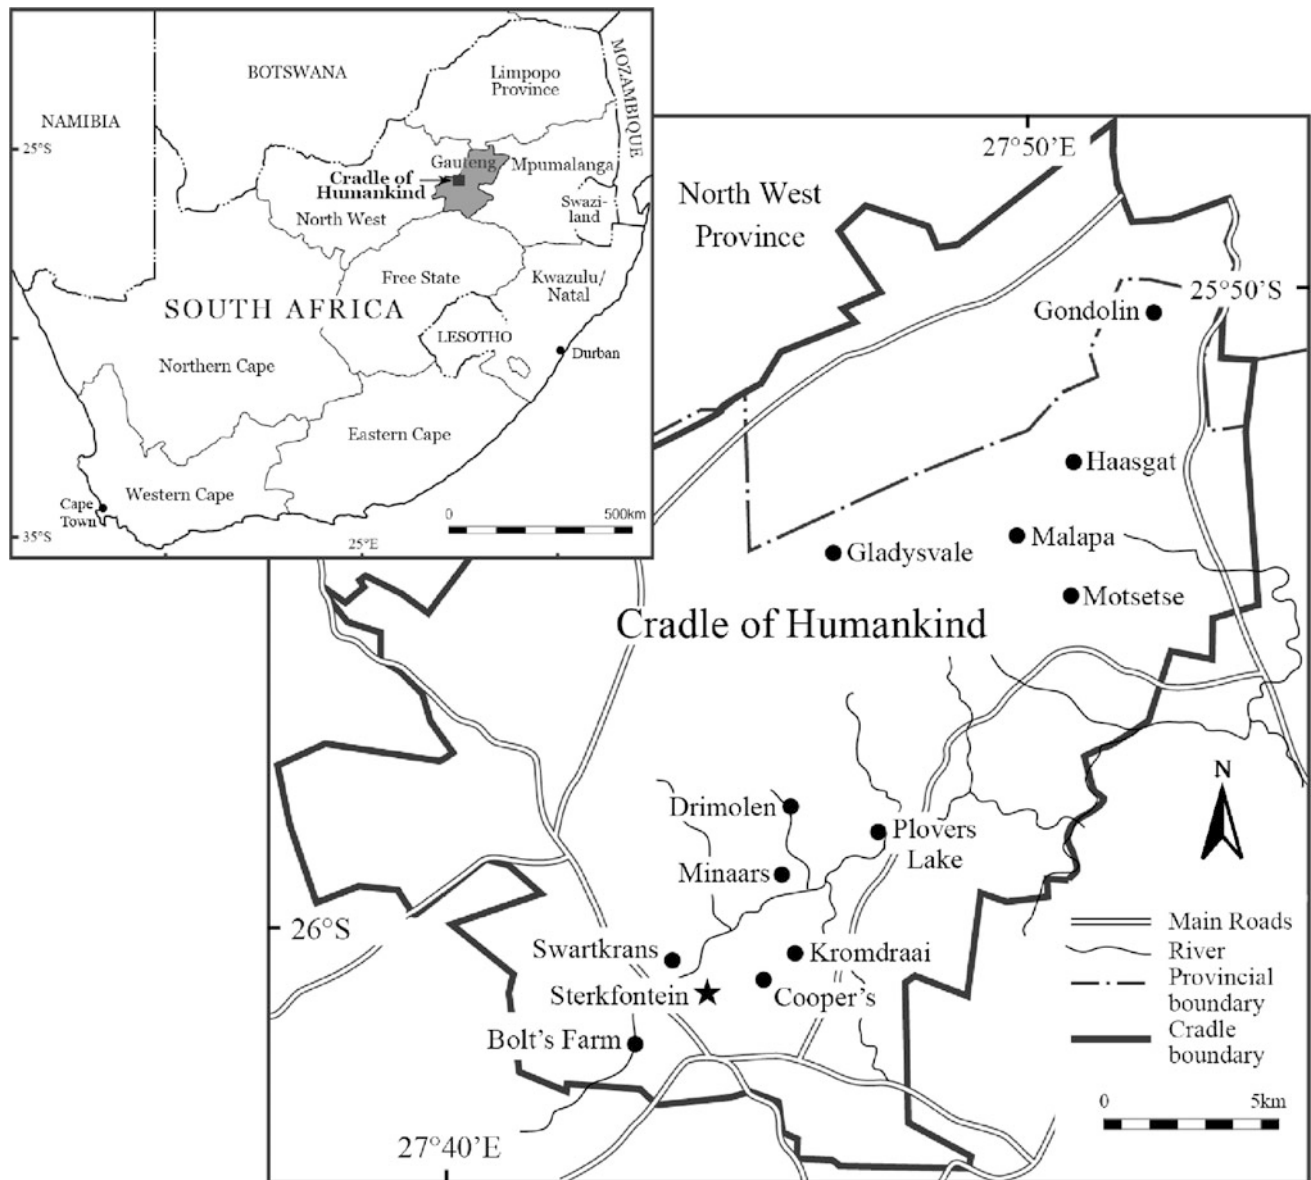 BOTSWANA
Limpopo
Province
MOZAMBIQUE
NAMIBIA
25°S
Gauteng
Mpumalanga
Cradle of
Humankind
North West
Swazi-
land
Free State
Kwazulu/
Natal
SOUTH AFRICA
LESOTHO
Durban
Northern Cape
Eastern Cape
Western Cape
Cape
Town
0
500km
35°S
25°E
27°50'E
North West
Province
25°50'S
Gondolin
Haasgat
Malapa
Gladysvale
Motsetse
Cradle of Humankind
Drimolen
Plovers
Lake
Minaars
N
26°S
Swartkrans
Kromdraai
Sterkfontein
Cooper's
Bolt's Farm
Main Roads
River
Provincial
boundary
Cradle
boundary
0
5km
27°40'E